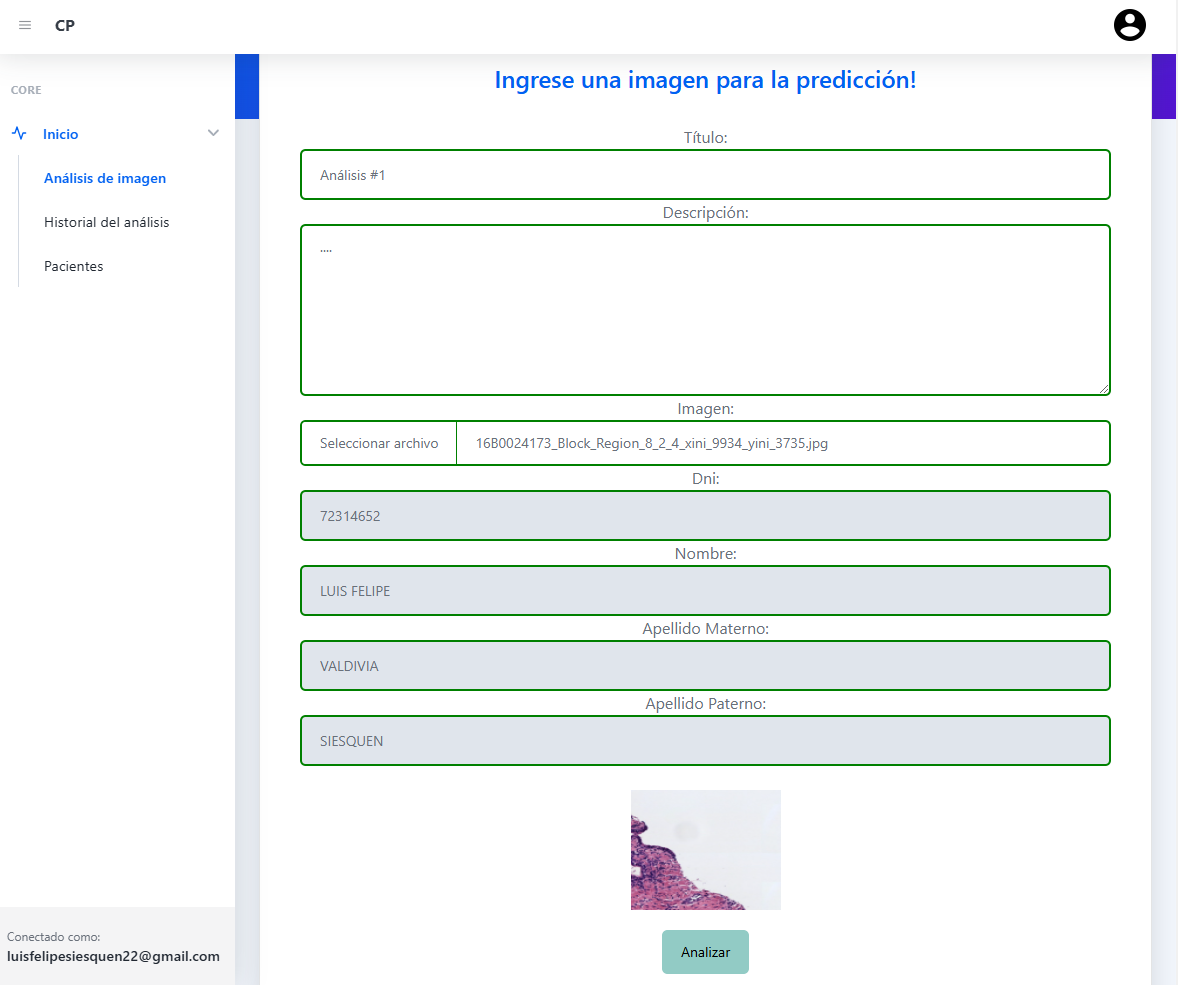 CP
CORE
Inicio
Análisis de imagen
Historial del análisis
Pacientes
Conectado como:
luisfelipesiesquen22@gmail.com
Ingrese una imagen para la predicción!
Título:
Análisis #1
Descripción:
....
Imagen:
Seleccionar archivo 16B0024173_Block_Region_8_2_4_xini_9934_yini_3735.jpg
Dni:
72314652
Nombre:
LUIS FELIPE
Apellido Materno:
VALDIVIA
Apellido Paterno:
SIESQUEN
Analizar